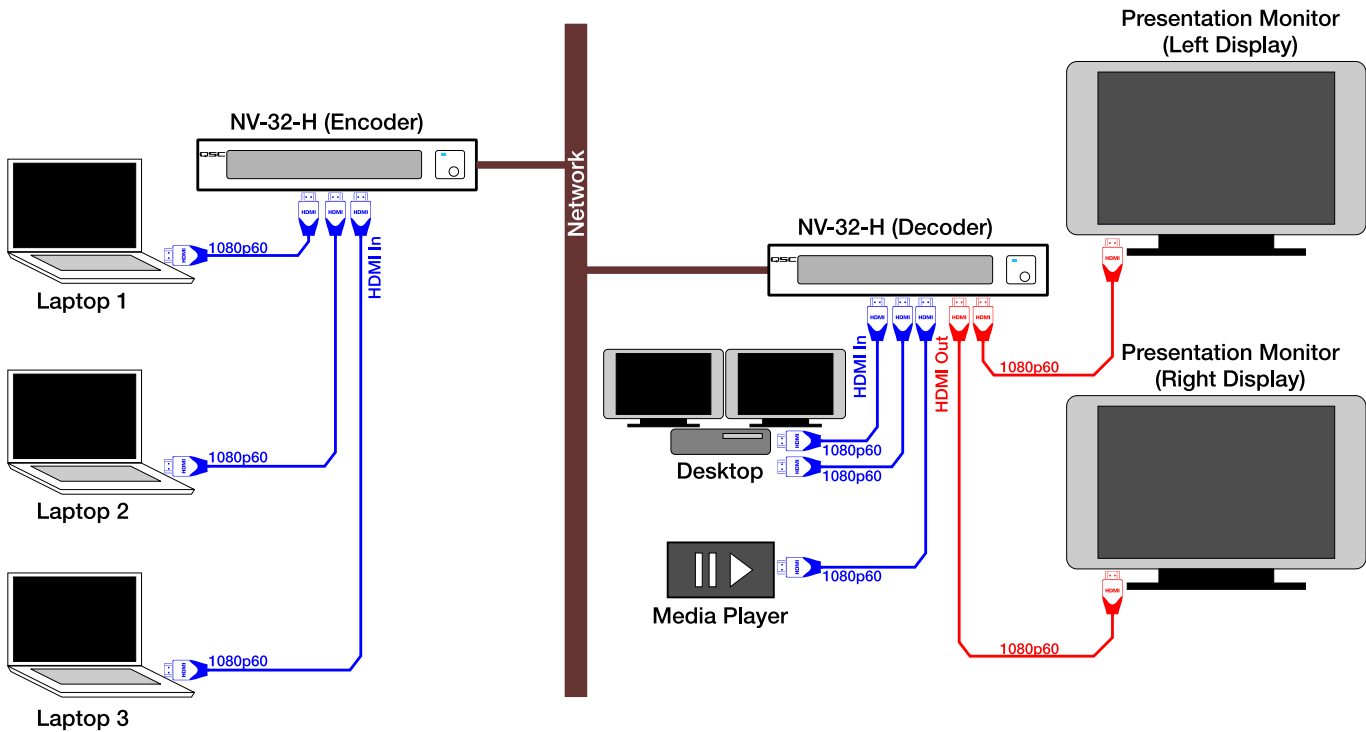 Presentation Monitor
(Left Display)
NV-32-H (Encoder)
QSC
HDMI
HDMI
HDMI
HDMI In
HDMI
1080p60
Laptop 1
HDMI
1080p60
Laptop 2
HDMI
1080p60
Laptop 3
Network
NV-32-H (Decoder)
QSC
HDMI
HDMI
HDMI
HDMI
HDMI
HDMI In
HDMI Out
HDMI
1080p60
HDMI
1080p60
Desktop
HDMI
1080p60
Media Player
HDMI
1080p60
Presentation Monitor
(Right Display)
HDMI
1080p60